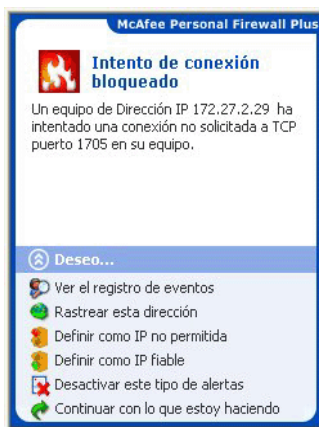 McAfee Personal Firewall Plus
Intento de conexión
bloqueado
Un equipo de Dirección IP 172.27.2.29 ha
intentado una conexión no solicitada a TCP
puerto 1705 en su equipo.
Deseo...
Ver el registro de eventos
Rastrear esta dirección
Definir como IP no permitida
Definir como IP fiable
Desactivar este tipo de alertas
Continuar con lo que estoy haciendo